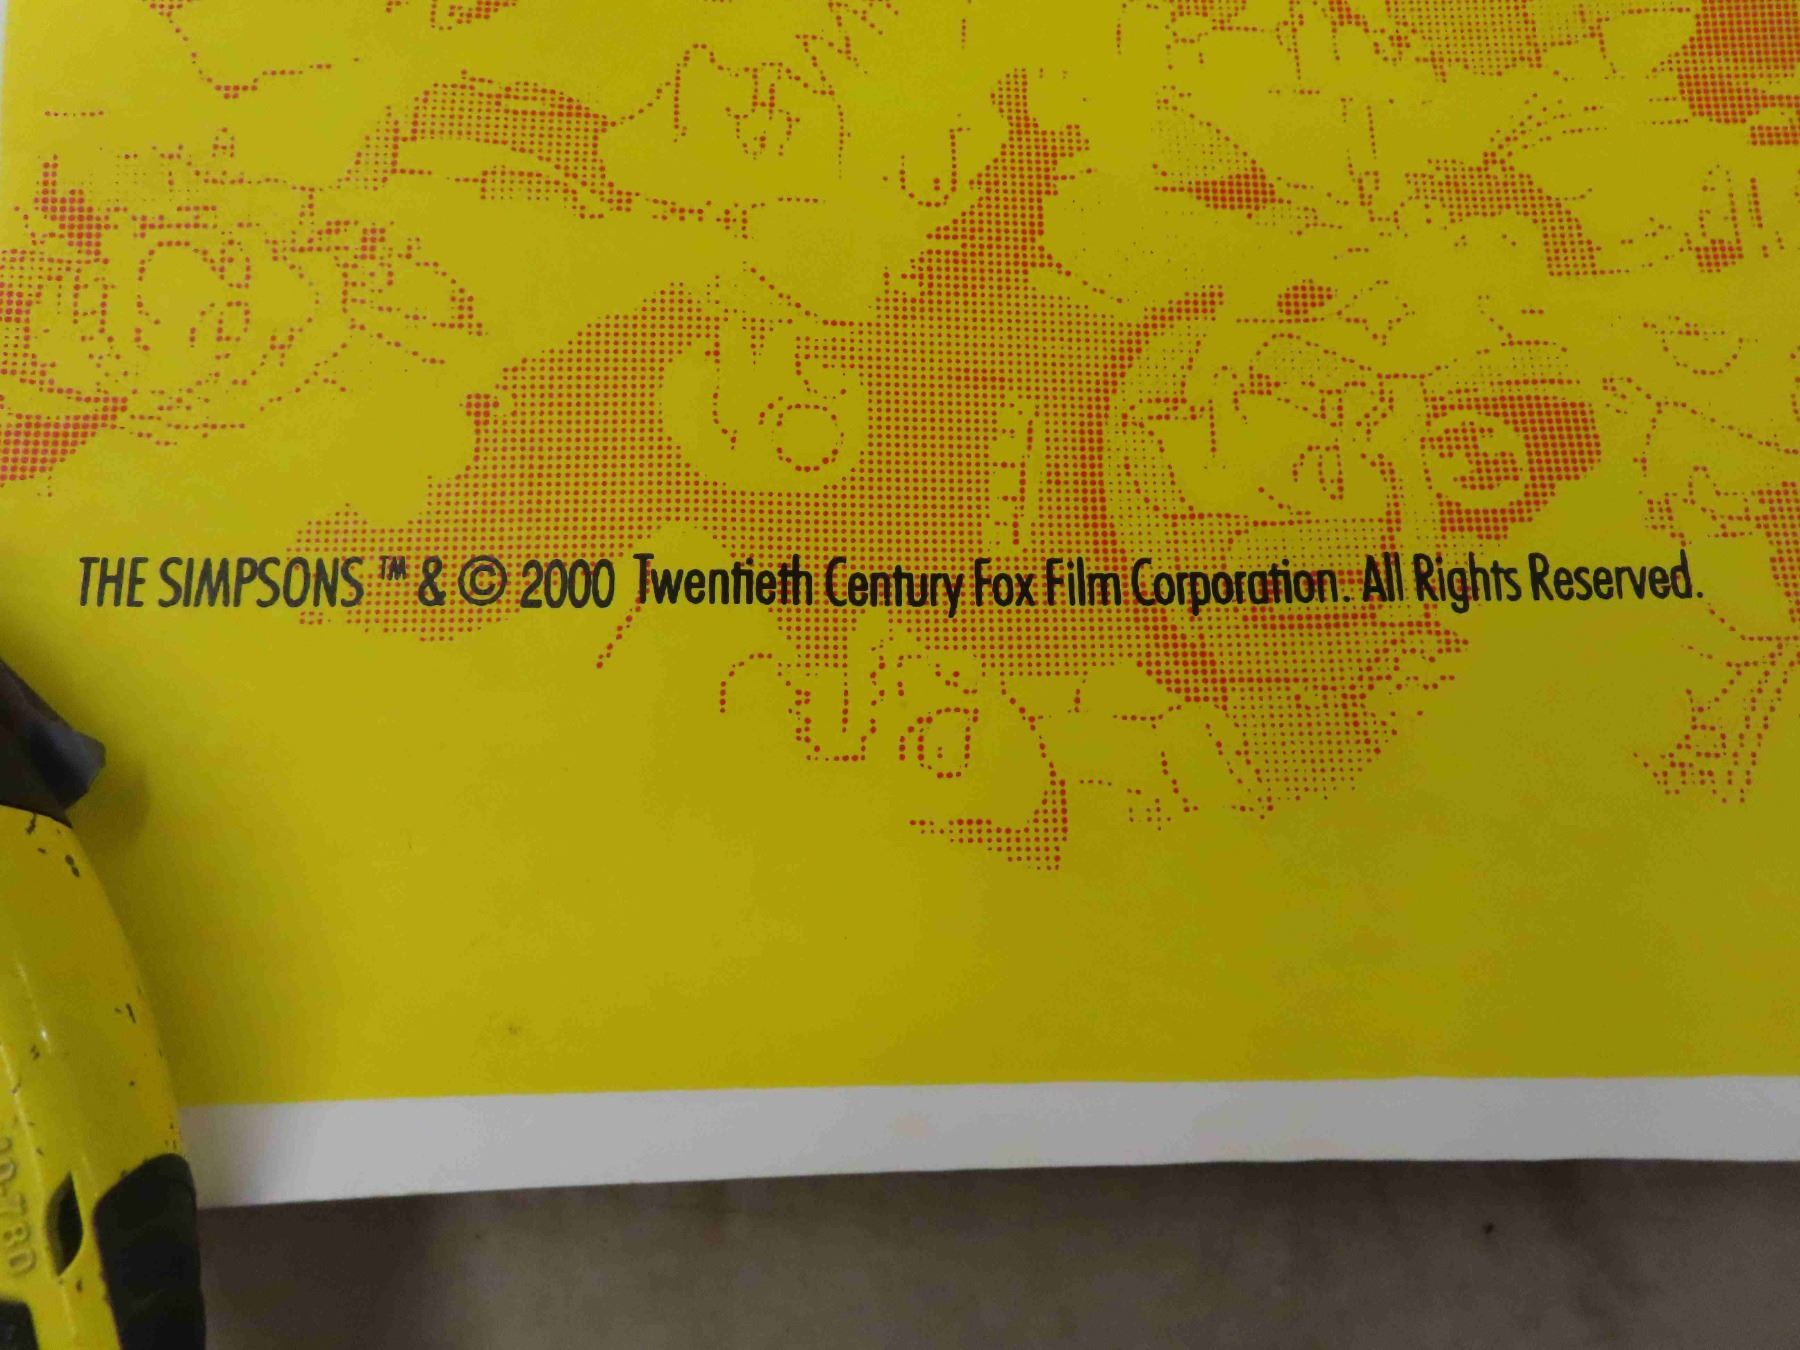 THE SIMPSONS ™ & © 2000 Twentieth Century Fox Film Corporation. All Rights Reserved.